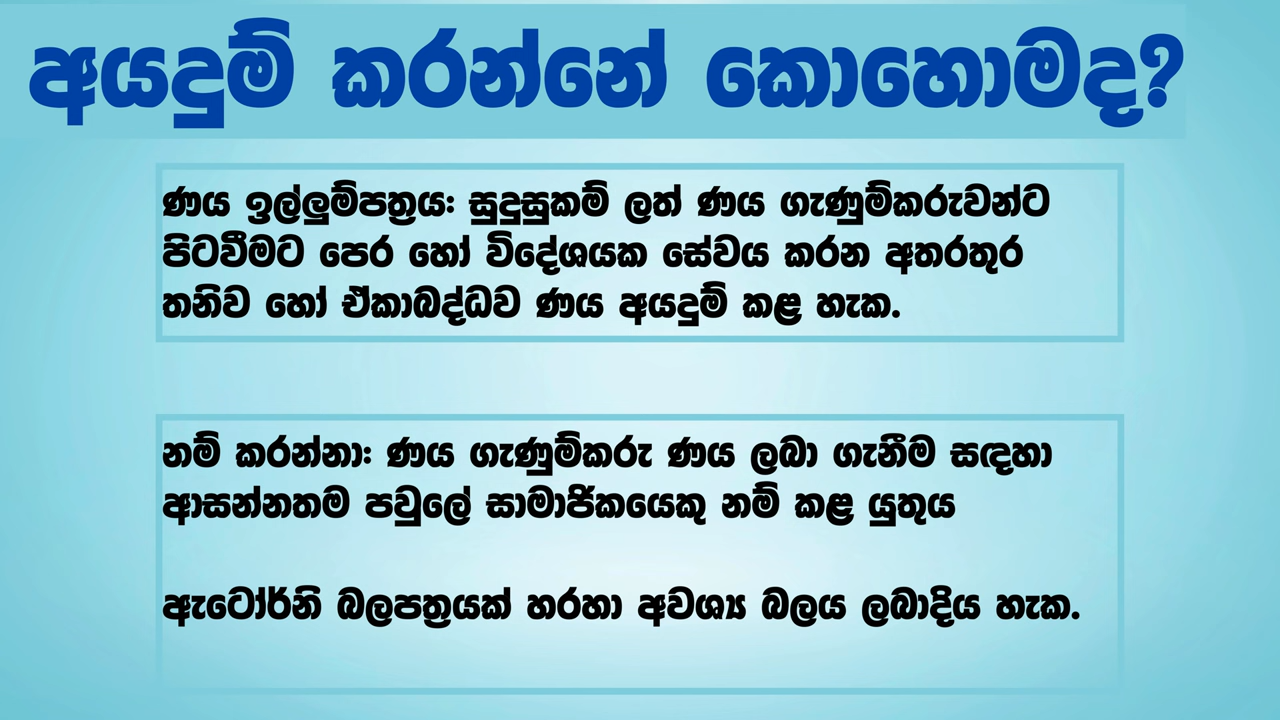 අයදුම් කරන්නේ කොහොමද?
ණය ඉල්ලුම්පත්‍රය: සුදුසුකම් ලත් ණය ගැණුම්කරුවන්ට
පිටවීමට පෙර හෝ විදේශයක සේවය කරන අතරතුර
තනිව හෝ ඒකාබද්ධව ණය අයදුම් කළ හැක.
නම් කරන්නා: ණය ගැණුම්කරු ණය ලබා ගැනීම සඳහා
ආසන්නතම පවුලේ සාමාජිකයෙකු නම් කළ යුතුය
ඇටෝර්නි බලපත්‍රයක් හරහා අවශ්‍ය බලය ලබාදිය හැක.